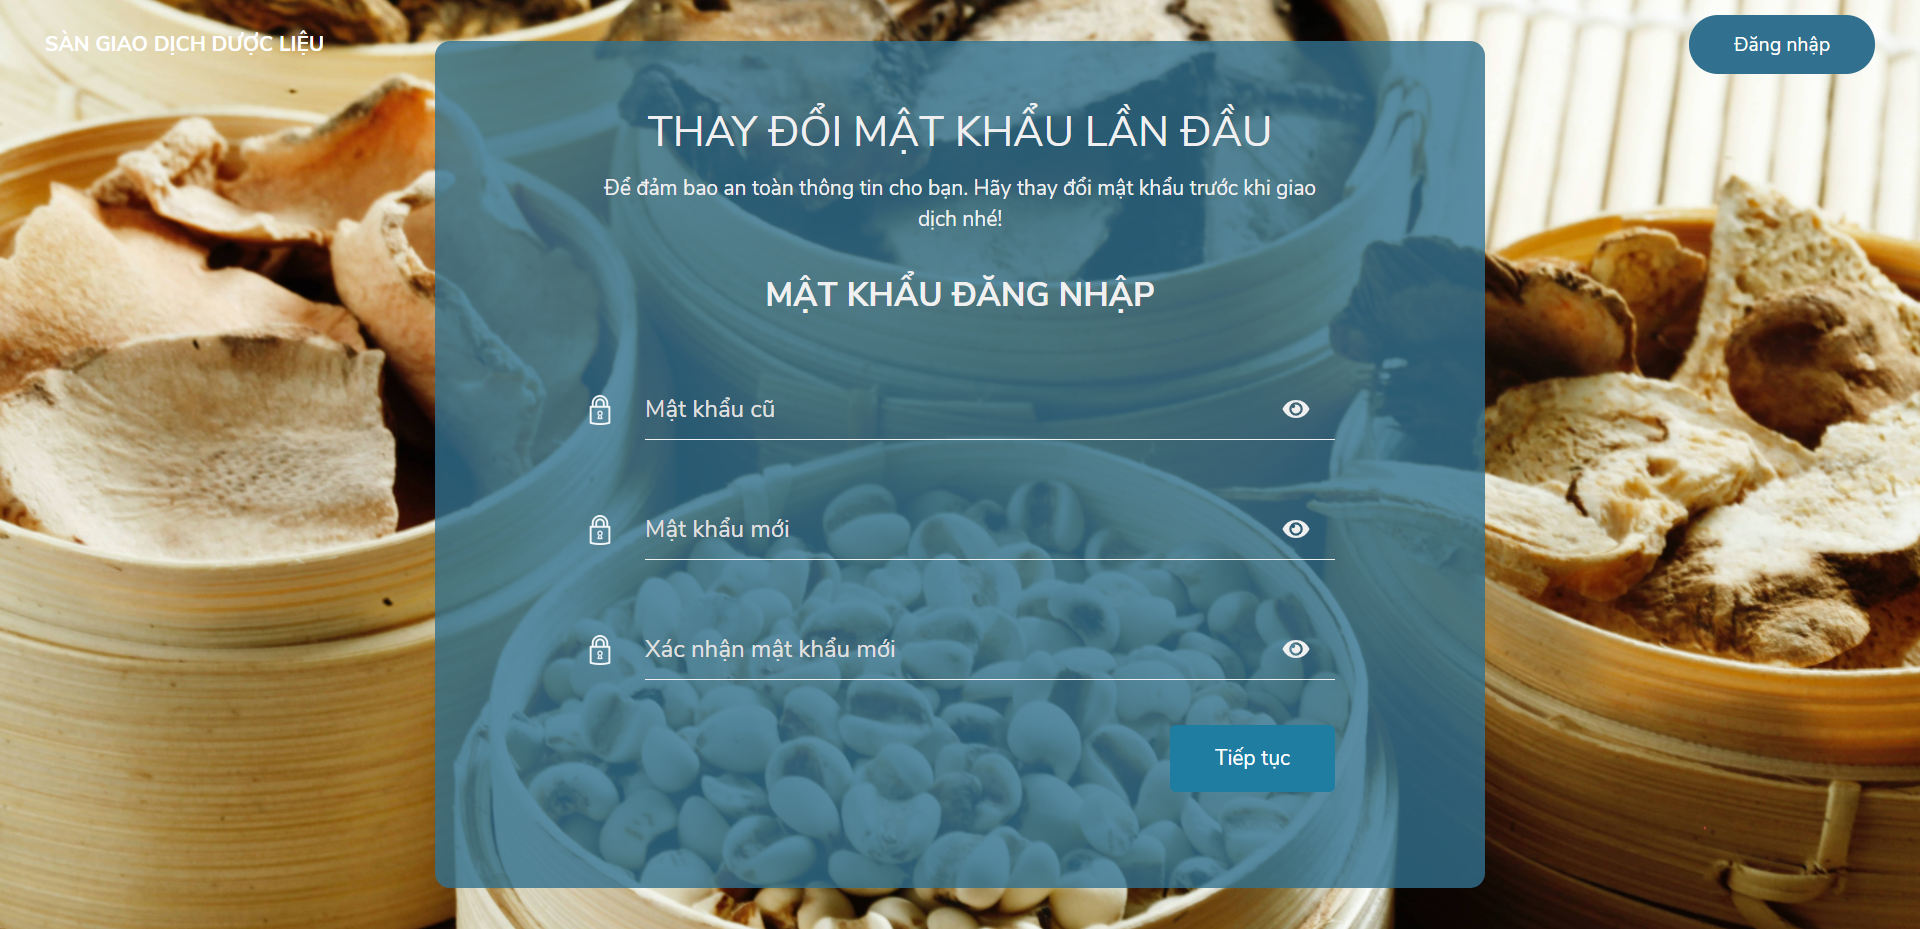 SÀN GIAO DỊCH DƯỢC LIỆU
Đăng nhập
THAY ĐỔI MẬT KHẨU LẦN ĐẦU
Để đảm bao an toàn thông tin cho bạn. Hãy thay đổi mật khẩu trước khi giao
dịch nhé!
MẬT KHẨU ĐĂNG NHẬP
Mật khẩu cũ
Mật khẩu mới
Xác nhận mật khẩu mới
Tiếp tục